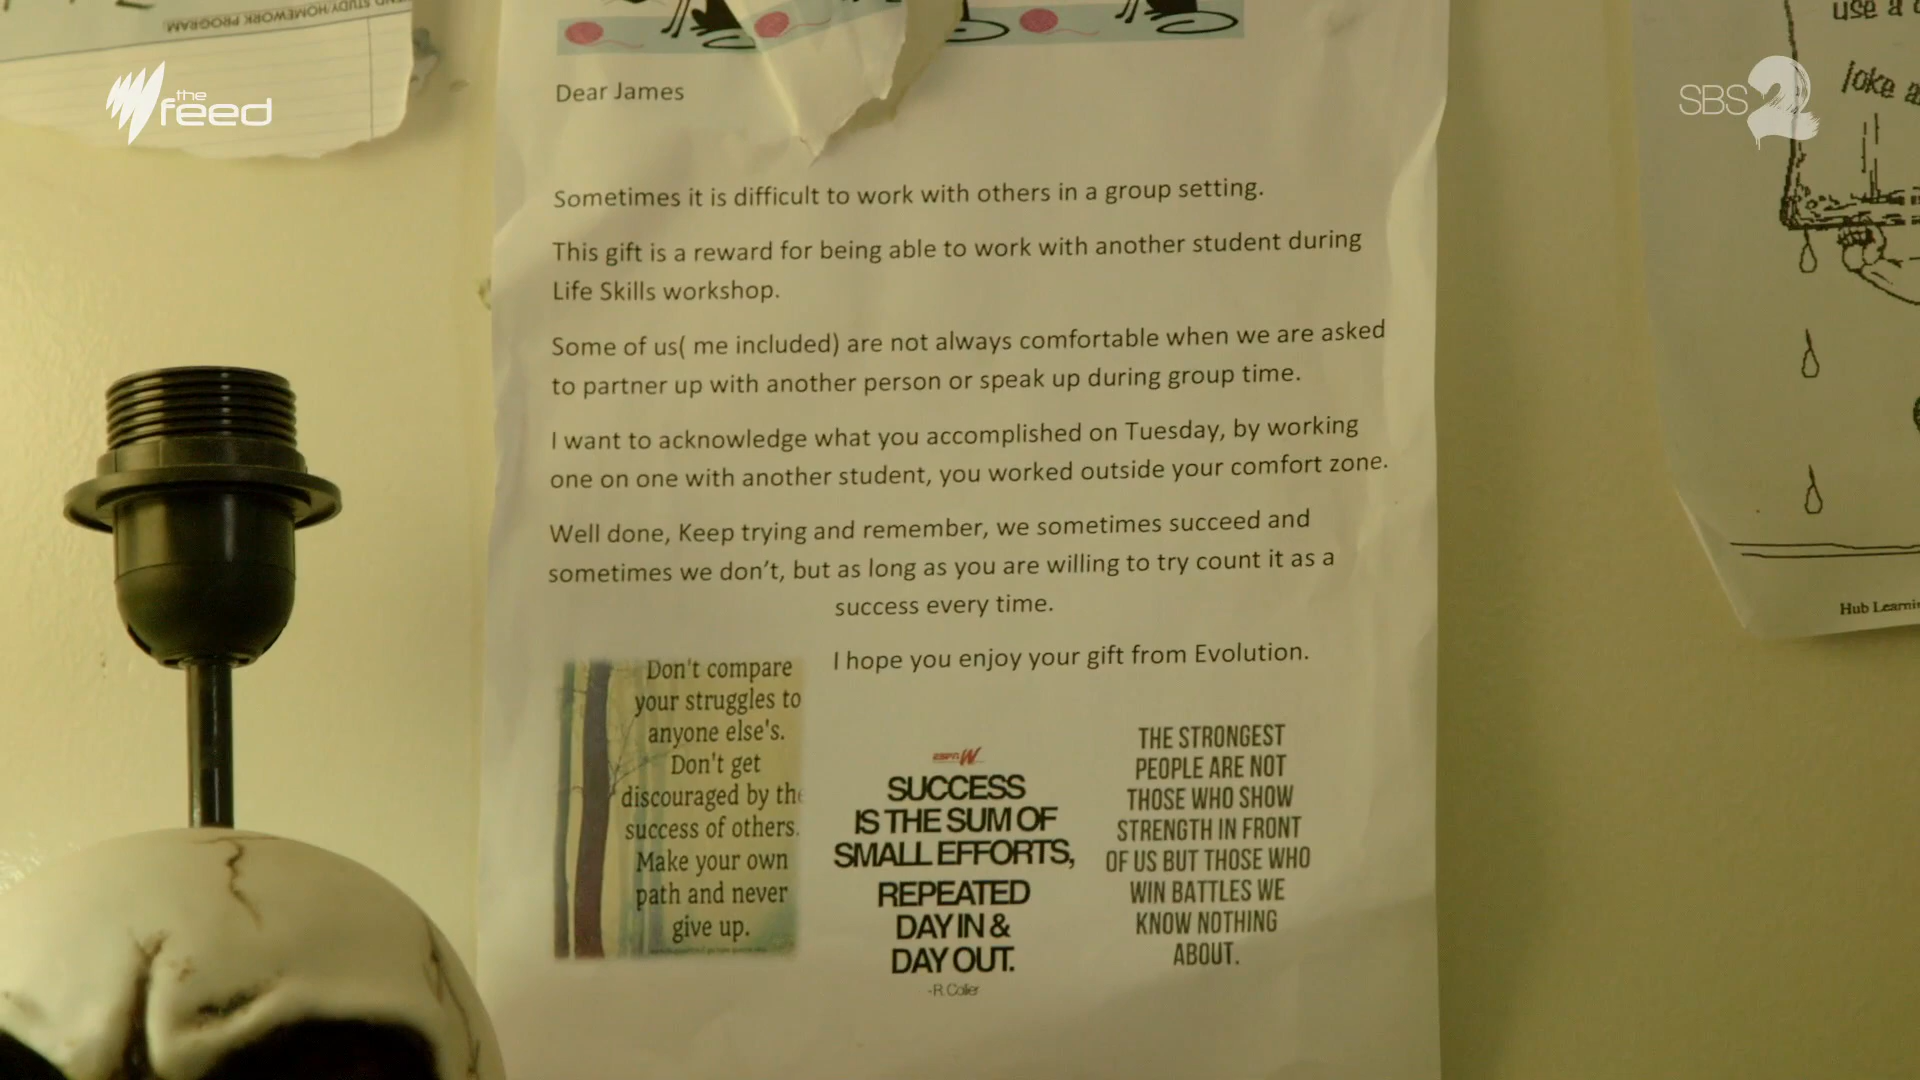 END STUDY HOMEWORK PROGRAM:
the
feed
SBS 2
use a
Joke
Dear James
Sometimes it is difficult to work with others in a group setting.
This gift is a reward for being able to work with another student during
Life Skills workshop.
Some of us( me included) are not always comfortable when we are asked
to partner up with another person or speak up during group time.
I want to acknowledge what you accomplished on Tuesday, by working
one on one with another student, you worked outside your comfort zone.
Well done, Keep trying and remember, we sometimes succeed and
sometimes we don't, but as long as you are willing to try count it as a
success every time.
I hope you enjoy your gift from Evolution.
Don't compare
your struggles to
anyone else's.
Don't get
discouraged by the
success of others.
Make your own
path and never
give up.
ESPN W
SUCCESS
IS THE SUM OF
SMALL EFFORTS,
REPEATED
DAY IN &
DAY OUT.
-R. Collier
THE STRONGEST
PEOPLE ARE NOT
THOSE WHO SHOW
STRENGTH IN FRONT
OF US BUT THOSE WHO
WIN BATTLES WE
KNOW NOTHING
ABOUT.
Hub